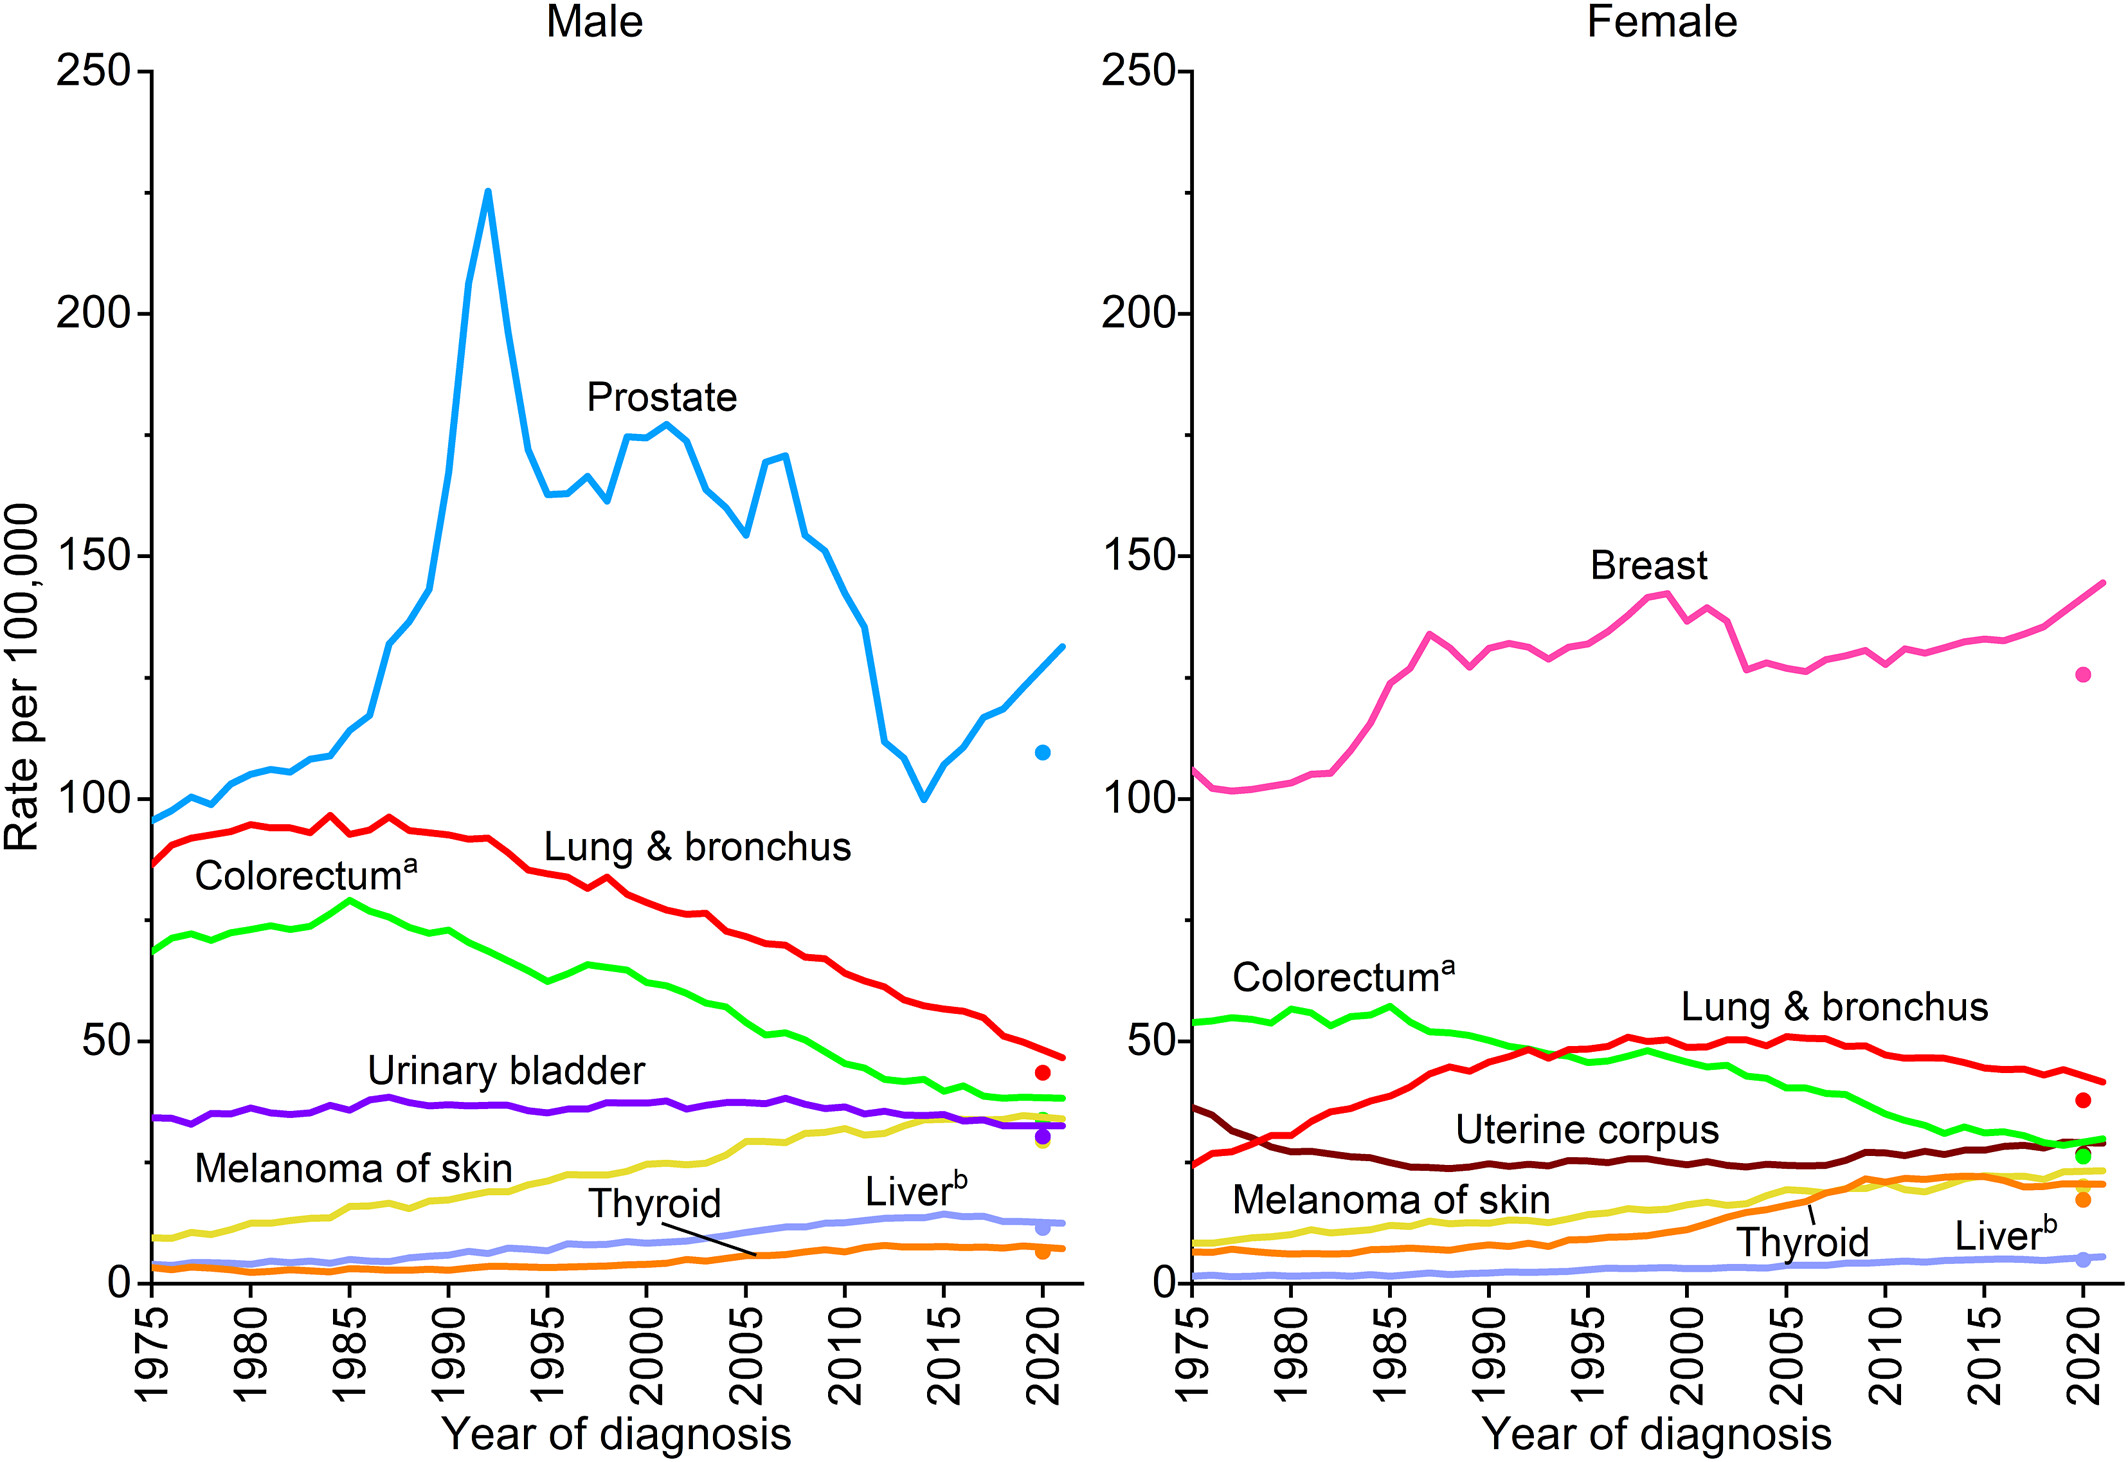 Male
Female
250
200
150
100
50
0
Rate per 100,000
Prostate
Lung & bronchus
Colorectumᵃ
Urinary bladder
Melanoma of skin
Thyroid
Liverᵇ
1975
1980
1985
1990
1995
2000
2005
2010
2015
2020
Year of diagnosis
250
200
150
100
50
0
Breast
Colorectumᵃ
Lung & bronchus
Uterine corpus
Melanoma of skin
Thyroid
Liverᵇ
1975
1980
1985
1990
1995
2000
2005
2010
2015
2020
Year of diagnosis